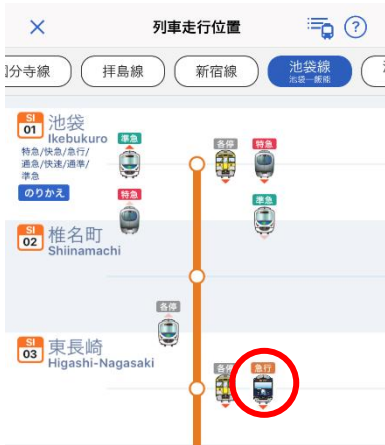 列車走行位置
?
国分寺線
拝島線
新宿線
池袋線
池袋ー飯能
SI
01
池袋
Ikebukuro
特急/快急/急行/
通急/快速/通準/
準急
のりかえ
準急
各停
特急
特急
準急
SI
02
椎名町
Shiinamachi
各停
SI
03
東長崎
Higashi-Nagasaki
各停
急行